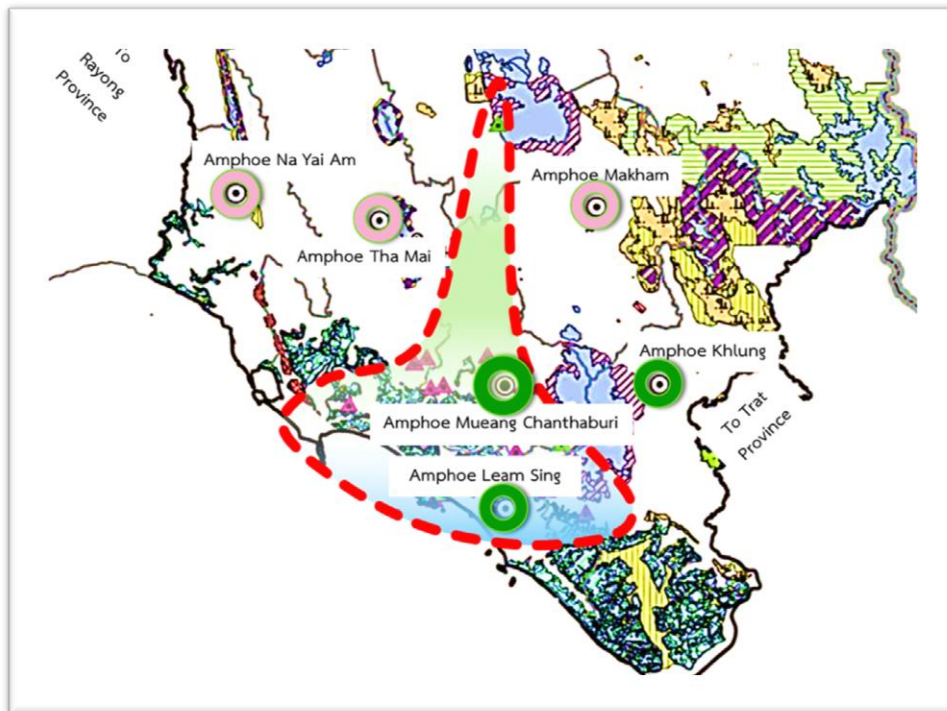 To
Rayong
Province
Amphoe Na Yai Am
Amphoe Makham
Amphoe Tha Mai
Amphoe Khlung
Amphoe Mueang Chanthaburi
To Trat
Province
Amphoe Leam Sing